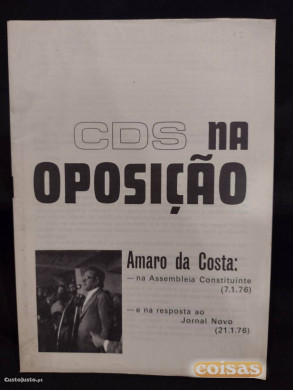 CDS NA
OPOSIÇÃO
Amaro da Costa:
— na Assembleia Constituinte
(7.1.76)
— e na resposta ao
Jornal Novo
(21.1.76)
CustoJusto.pt
coisas